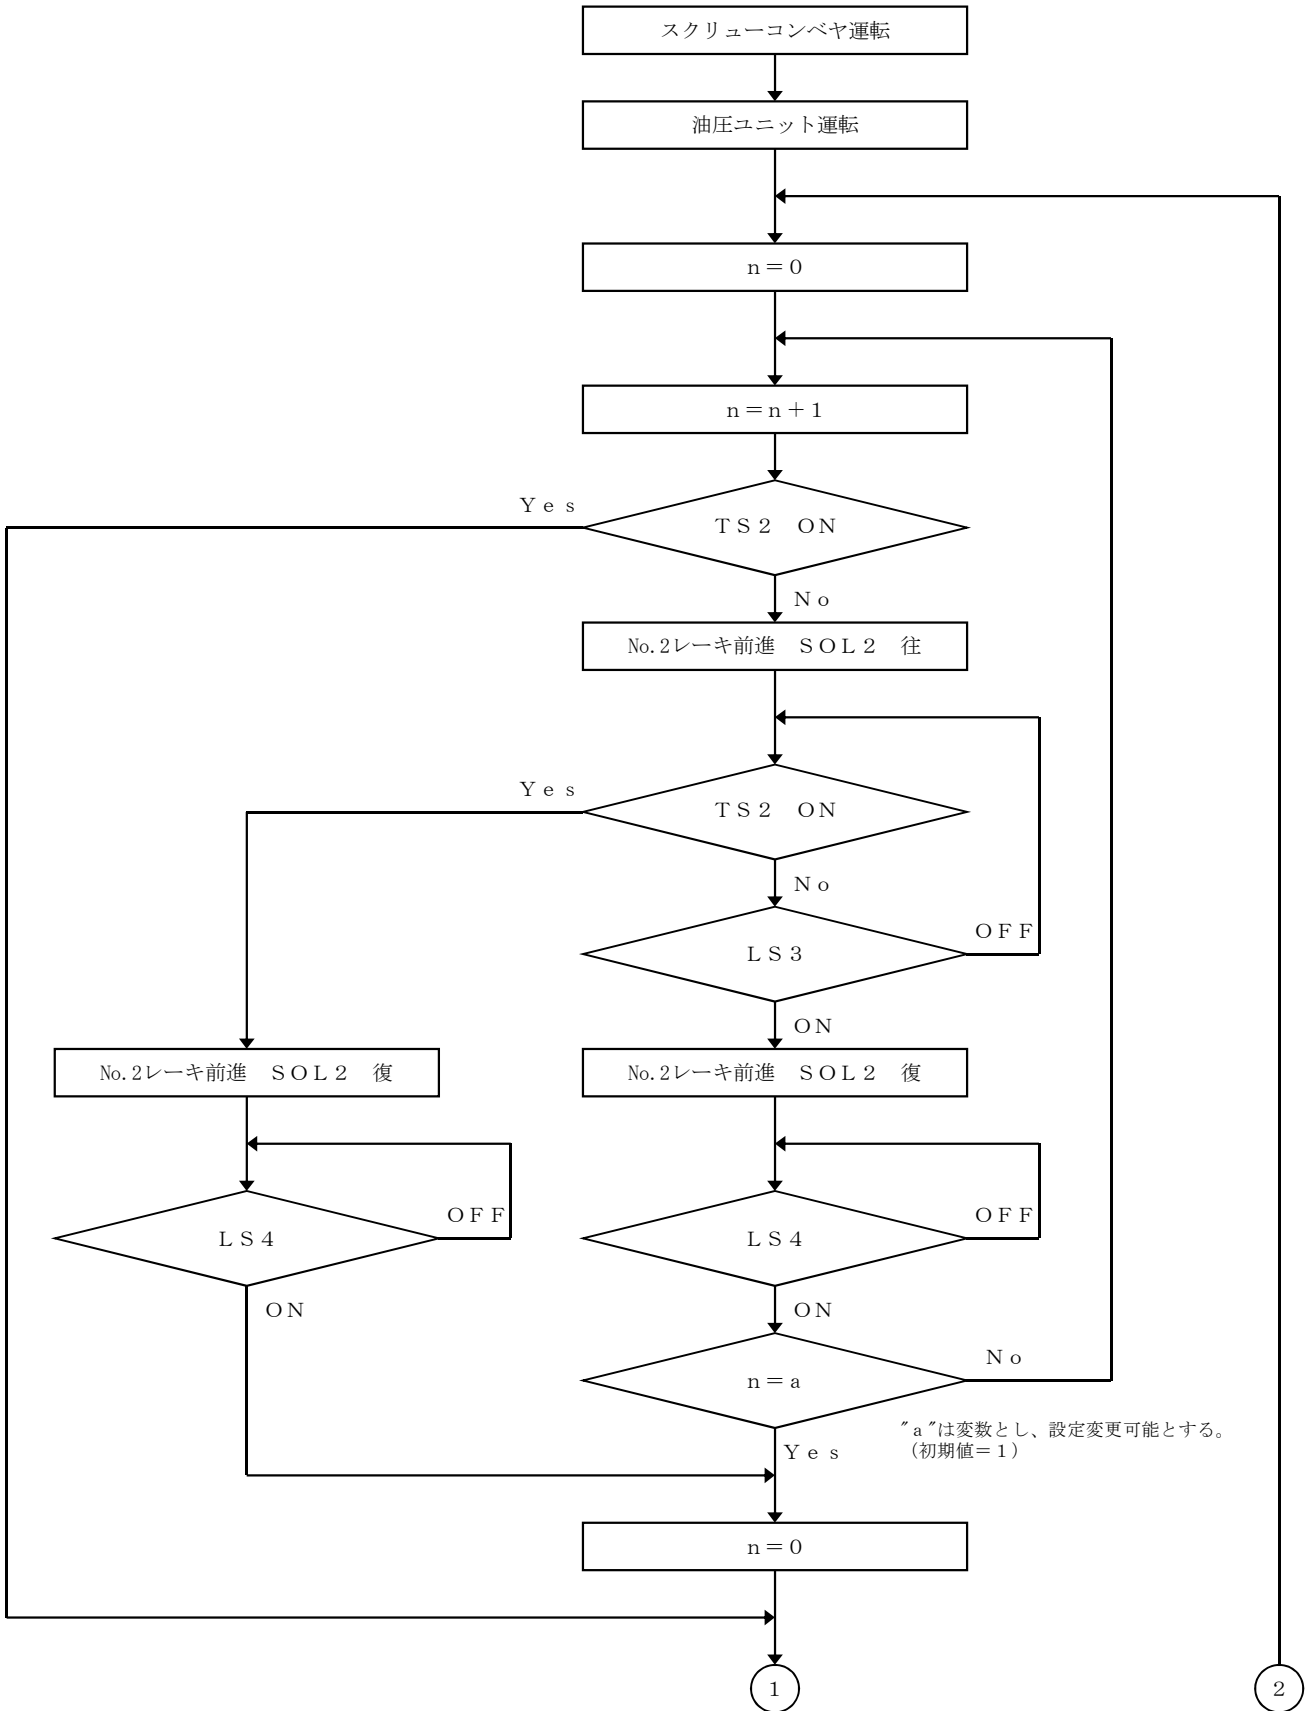 スクリューコンベヤ運転
油圧ユニット運転
n＝0
n＝n＋1
Yes
TS2　ON
No
No.2レーキ前進　SOL2　往
Yes
TS2　ON
No
OFF
LS3
ON
No.2レーキ前進　SOL2　復
No.2レーキ前進　SOL2　復
OFF
OFF
LS4
LS4
ON
ON
No
n＝a
"a"は変数とし、設定変更可能とする。
（初期値＝1）
Yes
n＝0
1
2